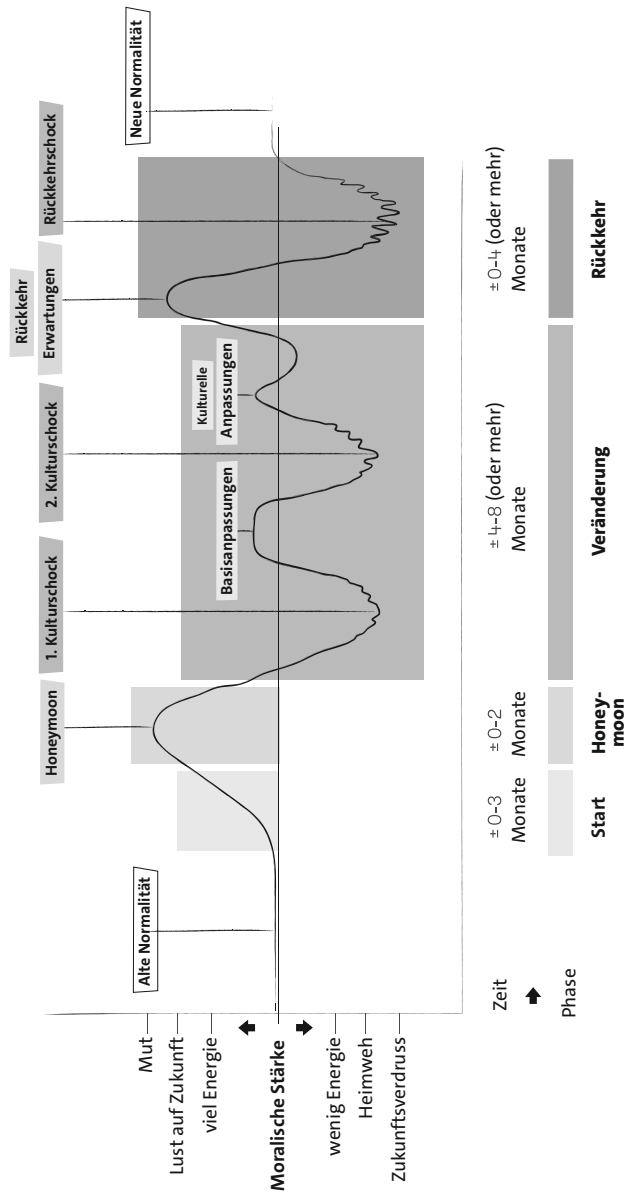 Rückkehr
Honeymoon
1. Kulturschock
2. Kulturschock
Erwartungen
Rückkehrschock
Alte Normalität
Neue Normalität
Kulturelle
Basisanpassungen
Anpassungen
Mut
Lust auf Zukunft
viel Energie
Moralische Stärke
wenig Energie
Heimweh
Zukunftsverdruss
Zeit
±0–3
Monate
±0–2
Monate
±4–8 (oder mehr)
Monate
±0–4 (oder mehr)
Monate
Phase
Start
Honey-
moon
Veränderung
Rückkehr